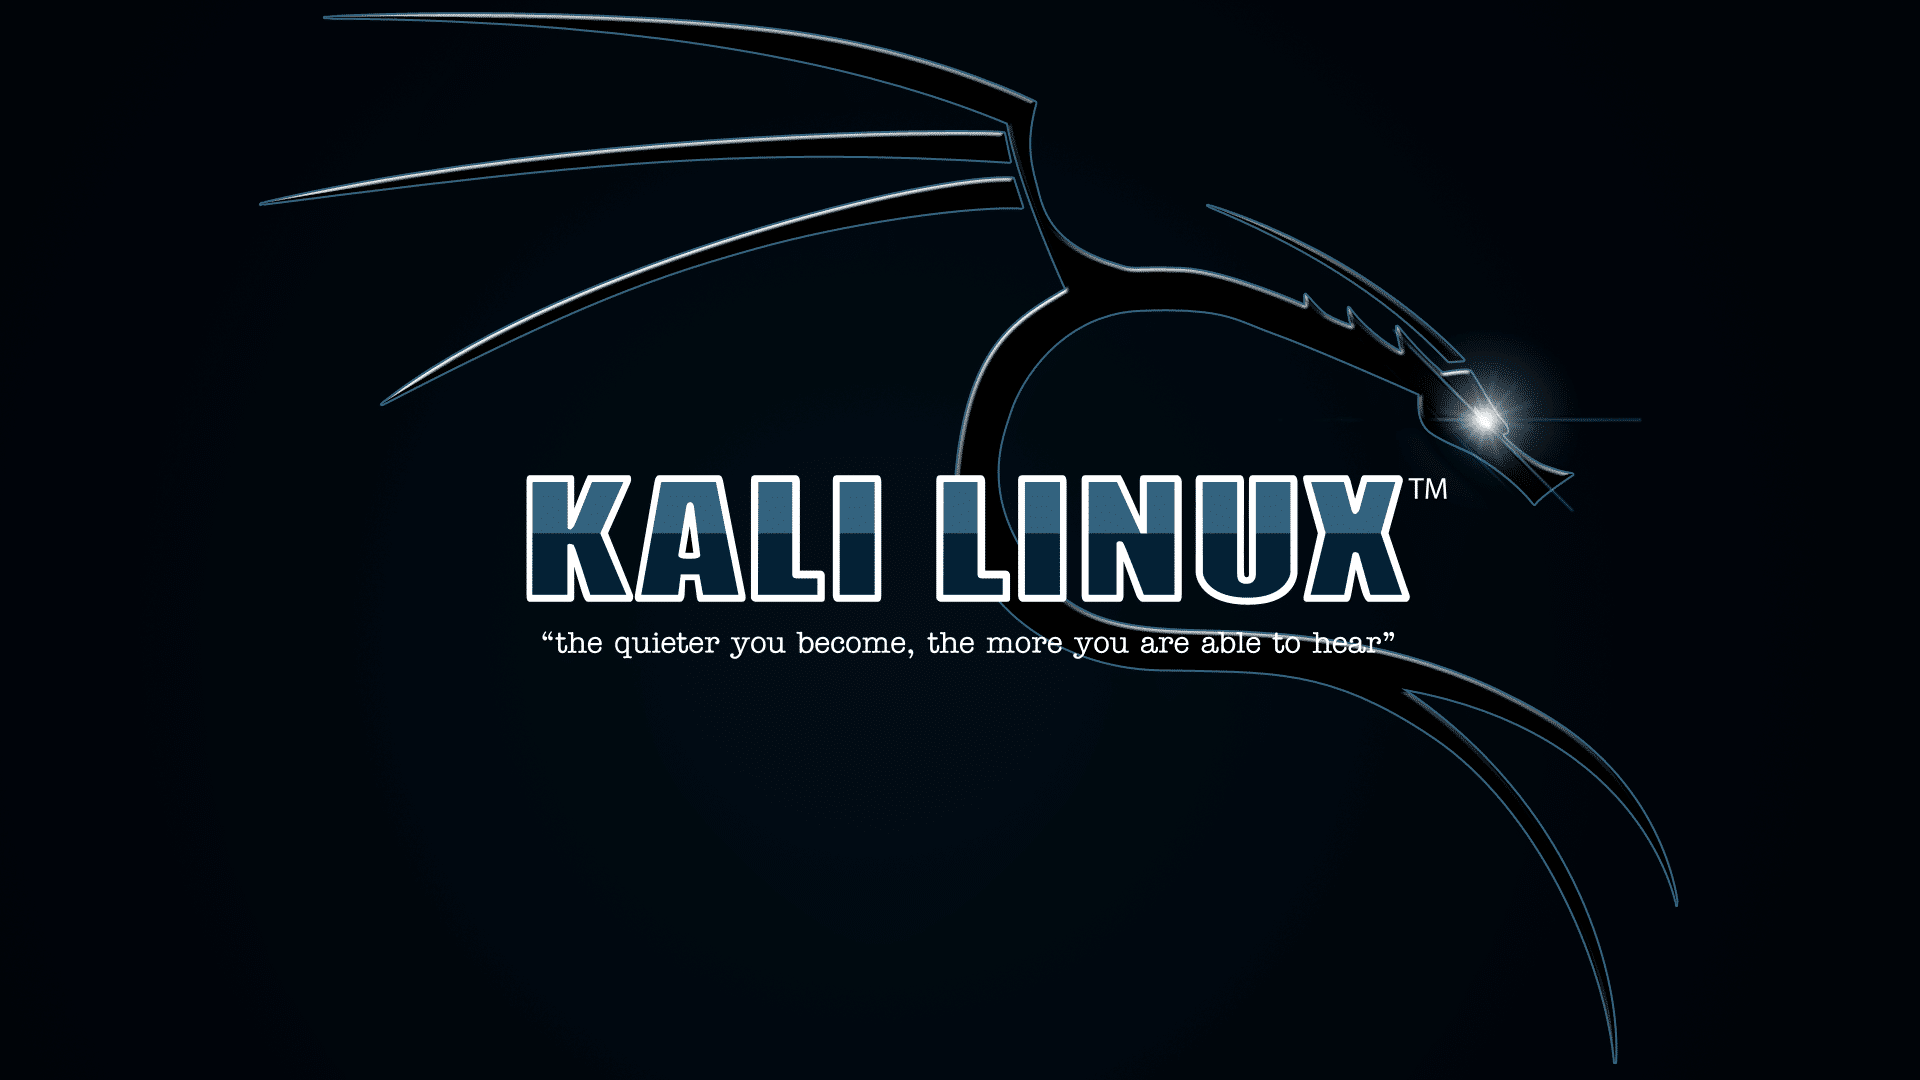 KALI LINUX™
“the quieter you become, the more you are able to hear”